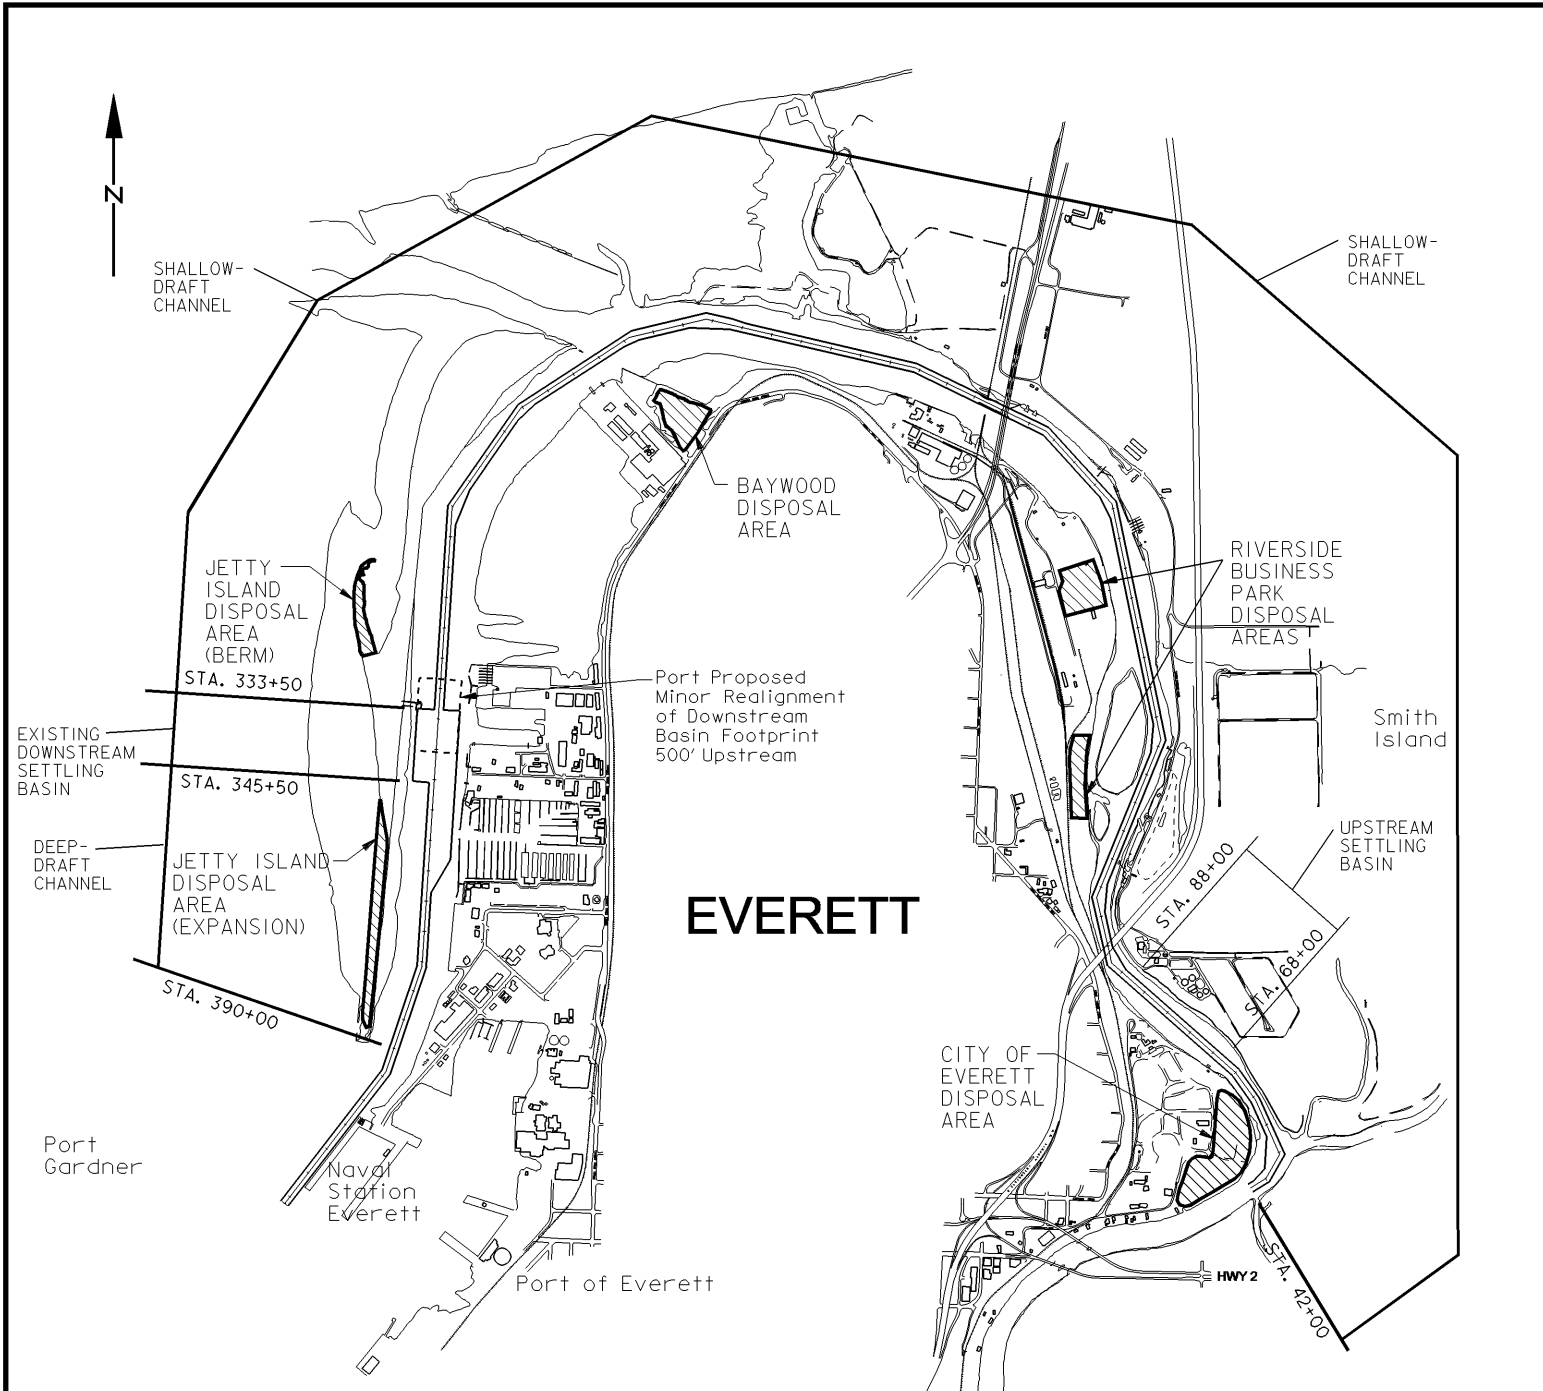 N
SHALLOW-
DRAFT
CHANNEL
SHALLOW-
DRAFT
CHANNEL
BAYWOOD
DISPOSAL
AREA
JETTY
ISLAND
DISPOSAL
AREA
(BERM)
RIVERSIDE
BUSINESS
PARK
DISPOSAL
AREAS
STA. 333+50
Port Proposed
Minor Realignment
of Downstream
Basin Footprint
500' Upstream
EXISTING
DOWNSTREAM
SETTLING
BASIN
Smith
Island
STA. 345+50
DEEP-
DRAFT
CHANNEL
JETTY ISLAND
DISPOSAL
AREA
(EXPANSION)
UPSTREAM
SETTLING
BASIN
STA. 88+00
EVERETT
STA. 68+00
STA. 390+00
CITY OF
EVERETT
DISPOSAL
AREA
Port
Gardner
Naval
Station
Everett
Port of Everett
HWY 2
STA. 42+00